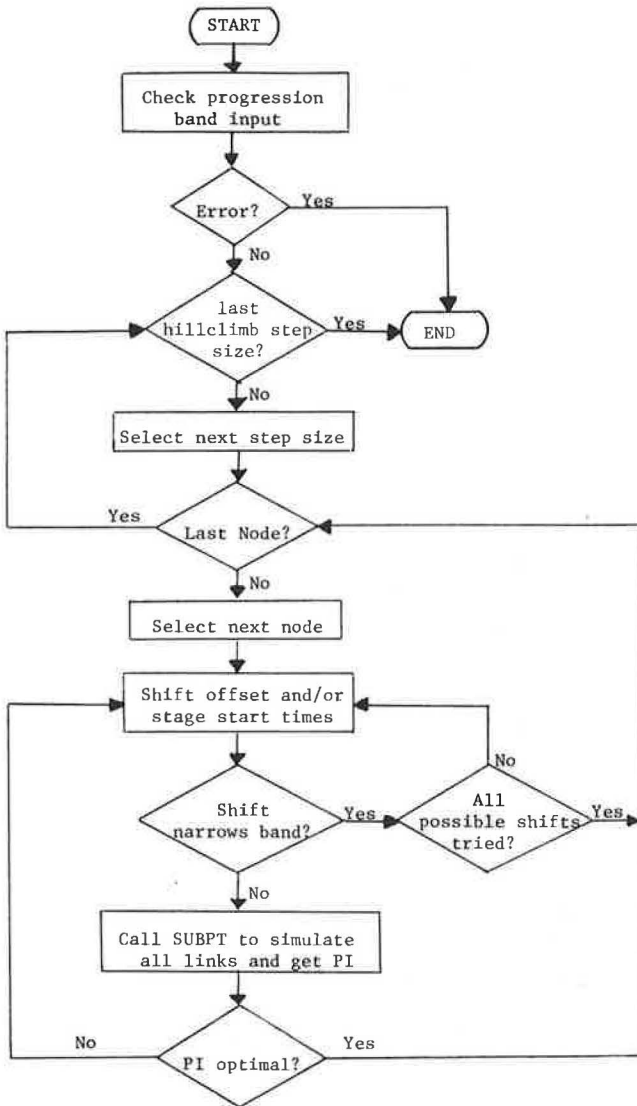 START
Check progression
band input
Error?
Yes
No
last
hillclimb step
size?
Yes
END
No
Select next step size
Yes
Last Node?
No
Select next node
Shift offset and/or
stage start times
No
Shift
narrows band?
Yes
All
possible shifts
tried?
Yes
No
Call SUBPT to simulate
all links and get PI
No
PI optimal?
Yes